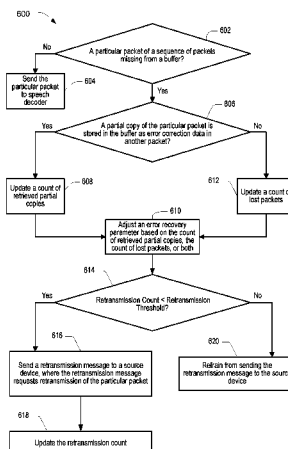 600
602
A particular packet of a sequence of packets
missing from a buffer?
No
Yes
Send the
particular packet
to speech
decoder
604
606
A partial copy of the particular packet is
stored in the buffer as error correction data in
another packet?
Yes
No
608
612
Update a count of
retrieved partial
copies
Update a count of
lost packets
610
Adjust an error recovery
parameter based on the count
of retrieved partial copies, the
count of lost packets, or both
614
Retransmission Count < Retransmission
Threshold?
Yes
No
616
Send a retransmission message to a source
device, where the retransmission message
requests retransmission of the particular packet
620
Refrain from sending the
retransmission message to the source
device
618
Update the retransmission count